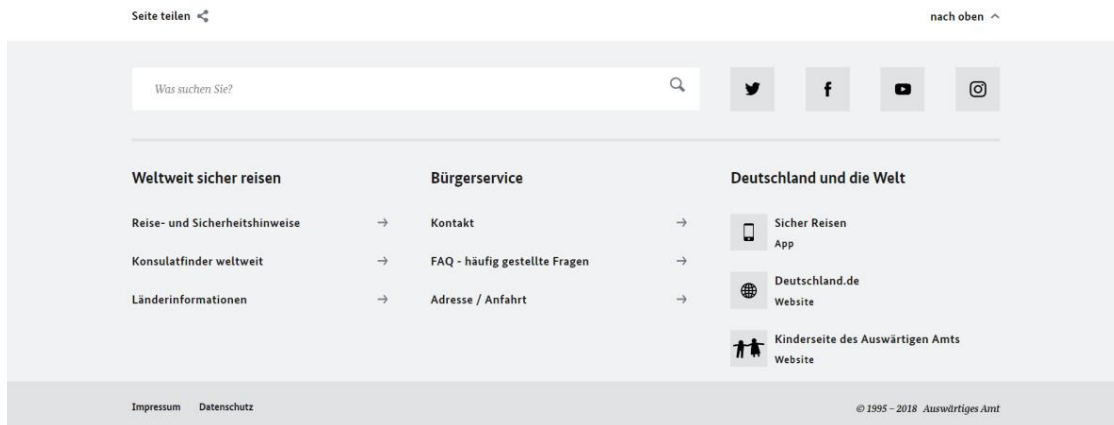 Seite teilen
nach oben
Was suchen Sie?
Weltweit sicher reisen
Reise- und Sicherheitshinweise
Konsulatfinder weltweit
Länderinformationen
Bürgerservice
Kontakt
FAQ - häufig gestellte Fragen
Adresse / Anfahrt
Deutschland und die Welt
Sicher Reisen
App
Deutschland.de
Website
Kinderseite des Auswärtigen Amts
Website
Impressum Datenschutz
© 1995 – 2018 Auswärtiges Amt